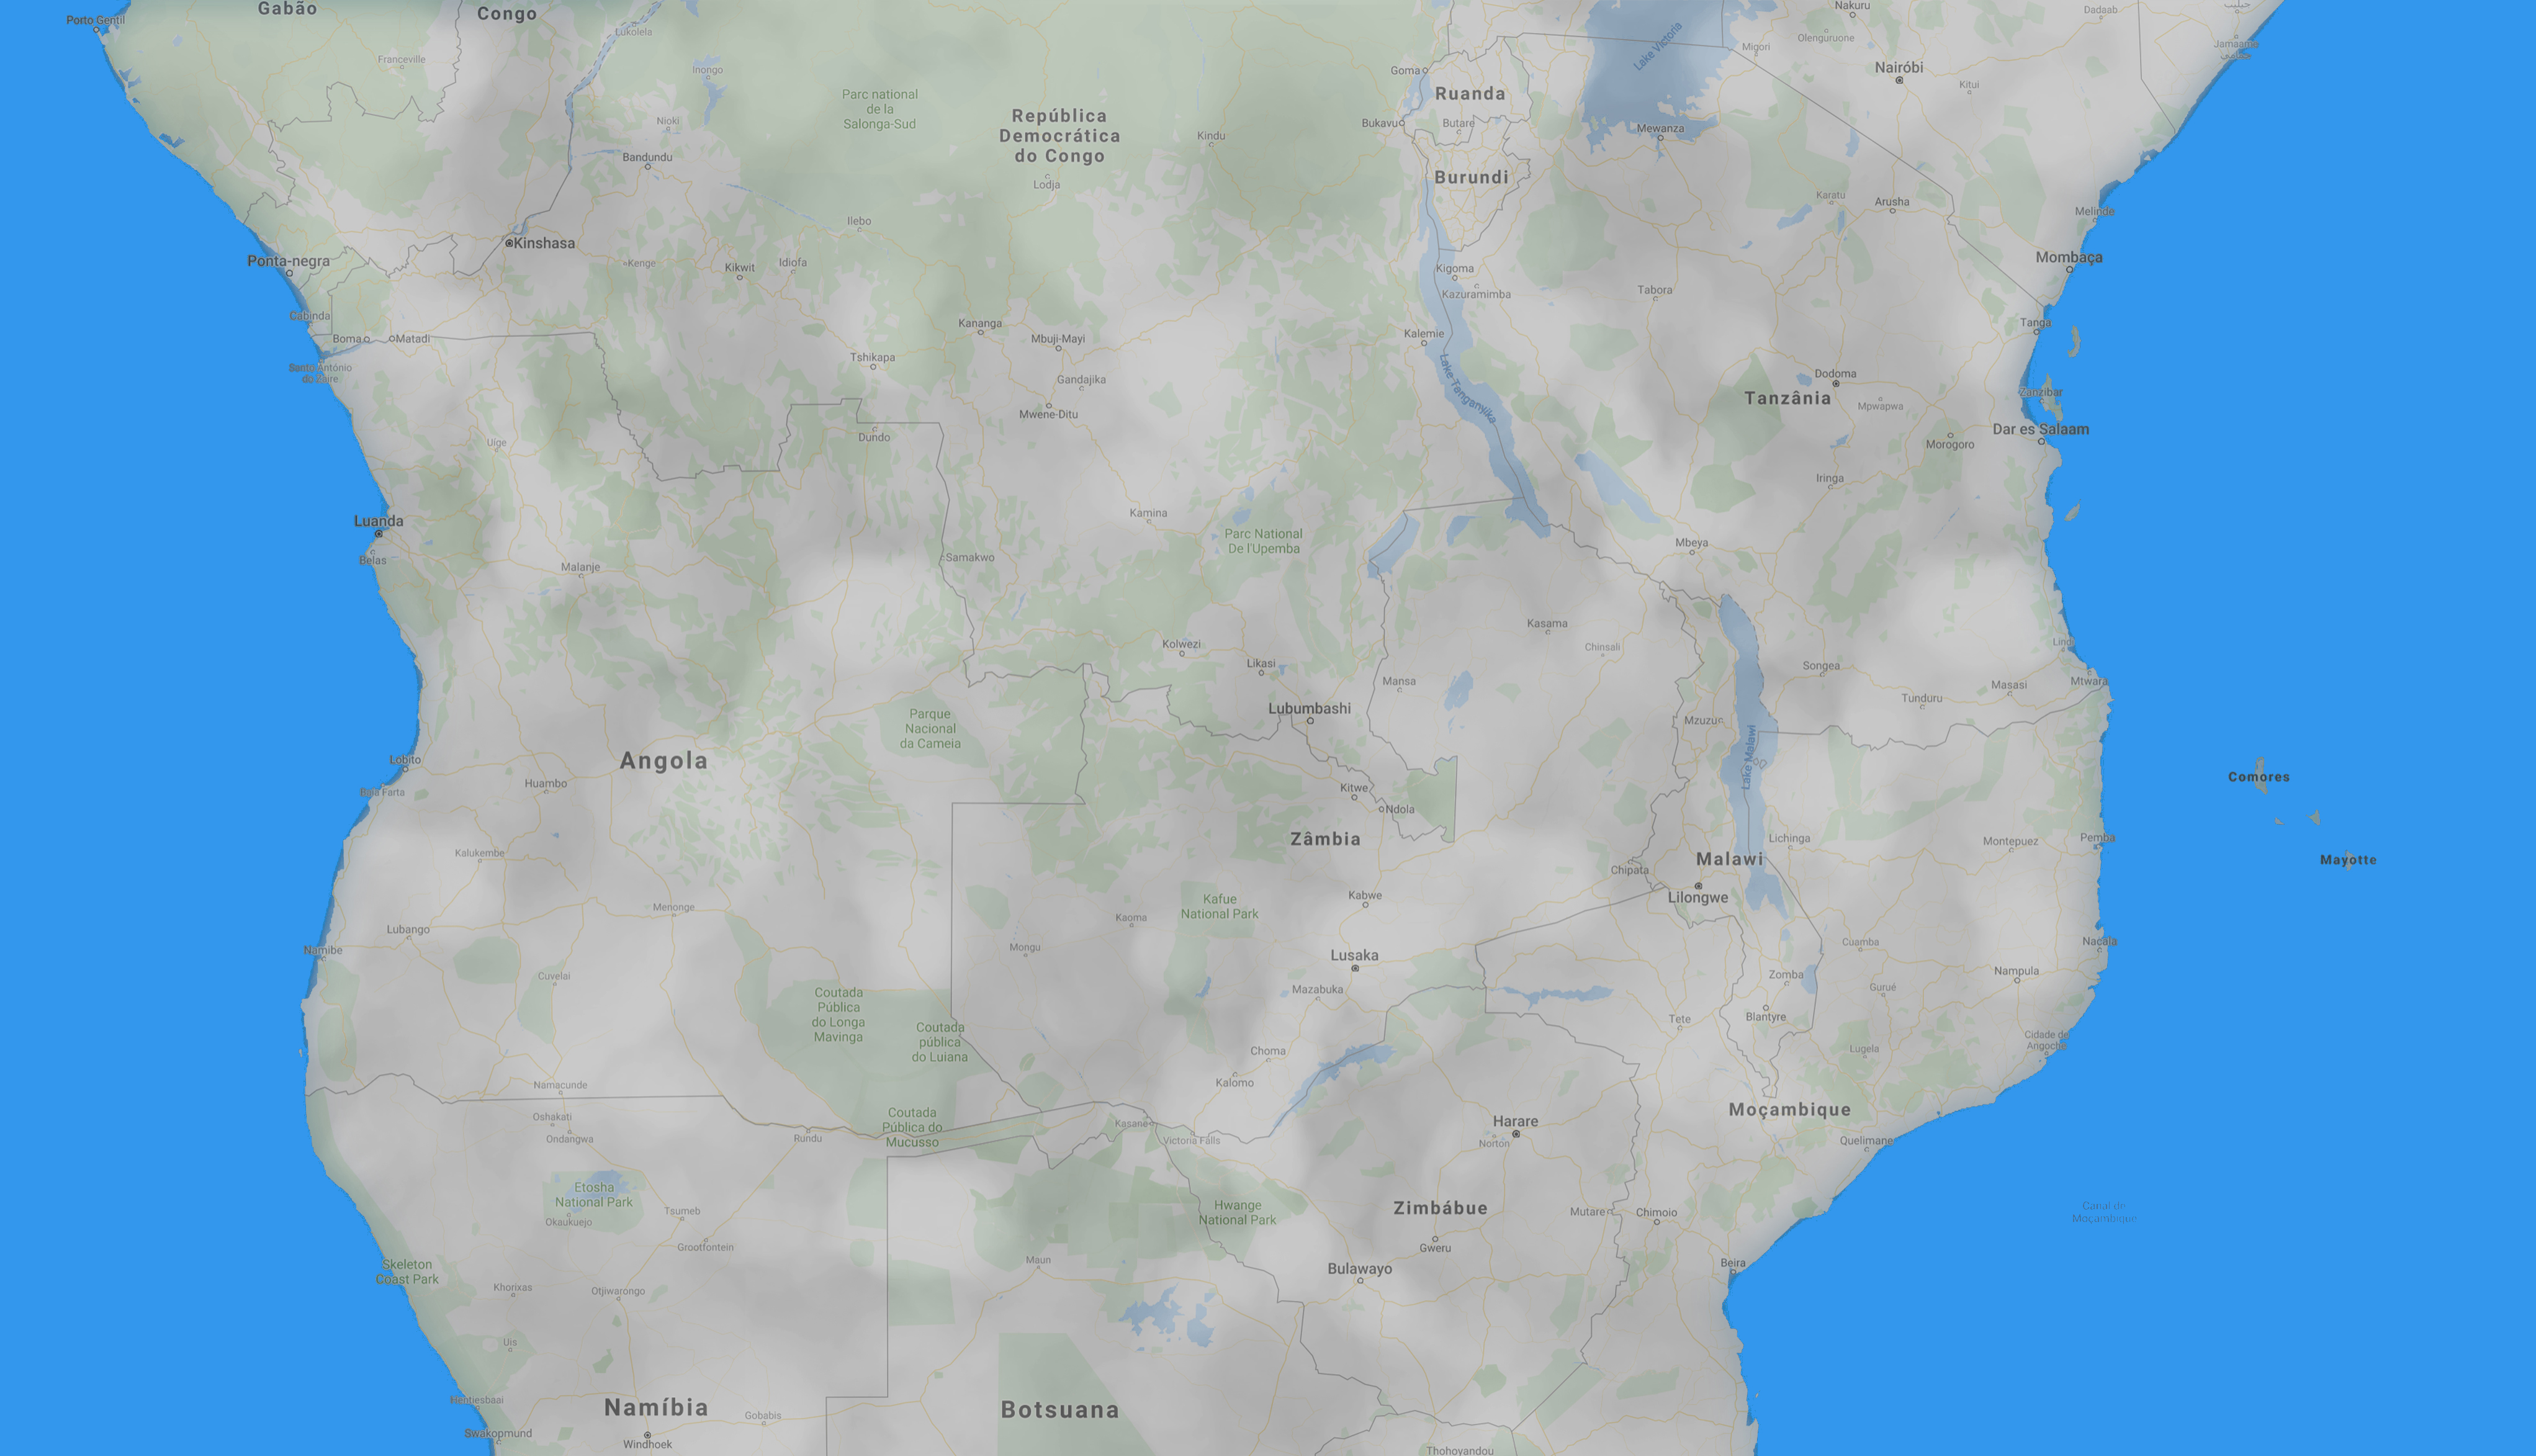 Gabão
Congo
Porto Gentil
Lukolela
Nakuru
Dadaab
Franceville
Inongo
Goma
Lake Victoria
Migori
Olenguruone
Nairóbi
Kitui
Jamaame
Parc national
de la
Salonga-Sud
República
Democrática
do Congo
Ruanda
Nioki
Kindu
Bukavu
Butare
Mewanza
Bandundu
Lodja
Burundi
Karatu
Arusha
Melinde
Ilebo
Kinshasa
Ponta-negra
Kenge
Kikwit
Idiofa
Kigoma
Kazuramimba
Tabora
Mombaça
Cabinda
Boma
Matadi
Kananga
Mbuji-Mayi
Kalemie
Tanga
Santo António
do Zaire
Tshikapa
Gandajika
Lake Tanganyika
Dodoma
Tanzânia
Mpwapwa
Zanzibar
Mwene-Ditu
Uíge
Dundo
Dar es Salaam
Morogoro
Iringa
Luanda
Belas
Kamina
Malanje
Samakwo
Parc National
De l'Upemba
Mbeya
Kasama
Chinsali
Kolwezi
Likasi
Mansa
Songea
Lindi
Masasi
Mtwara
Tunduru
Lubumbashi
Mzuzu
Parque
Nacional
da Cameia
Lake Malawi
Angola
Lobito
Baía Farta
Huambo
Kitwe
Ndola
Comores
Zâmbia
Lichinga
Montepuez
Pemba
Kalukembe
Malawi
Mayotte
Chipata
Lilongwe
Kabwe
Kafue
National Park
Kaoma
Menonge
Lubango
Namibe
Mongu
Lusaka
Cuamba
Nacala
Cuvelai
Mazabuka
Zomba
Nampula
Gurué
Coutada
Pública
do Longa
Mavinga
Coutada
pública
do Luiana
Tete
Blantyre
Cidade de
Angoche
Choma
Lugela
Kalomo
Namacunde
Oshakati
Ondangwa
Rundu
Coutada
Pública do
Mucusso
Kasane
Victoria Falls
Harare
Norton
Moçambique
Quelimane
Etosha
National Park
Okaukuejo
Tsumeb
Hwange
National Park
Zimbábue
Mutare
Chimoio
Canal de
Moçambique
Grootfontein
Gweru
Maun
Bulawayo
Beira
Skeleton
Coast Park
Khorixas
Otjiwarongo
Uis
Hentiesbaai
Namíbia
Gobabis
Botsuana
Swakopmund
Windhoek
Thohoyandou